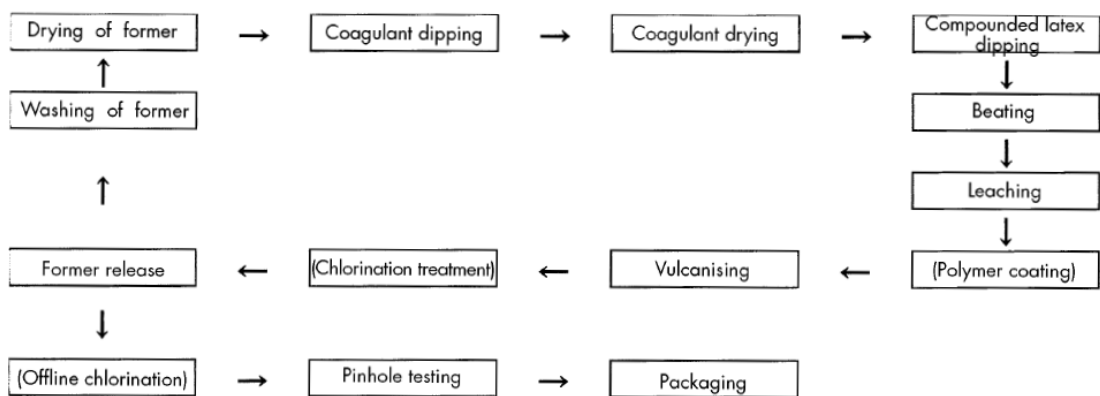 Drying of former
Coagulant dipping
Coagulant drying
Compounded latex
dipping
Washing of former
Beating
Leaching
Former release
(Chlorination treatment)
Vulcanising
(Polymer coating)
(Offline chlorination)
Pinhole testing
Packaging